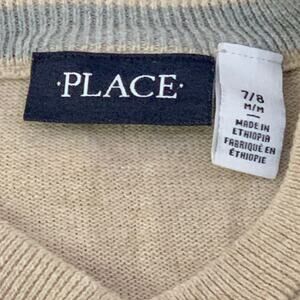 ·PLACE·
7/8
M/M
MADE IN
ETHIOPIA
FABRIQUÉ EN
ÉTHIOPIE